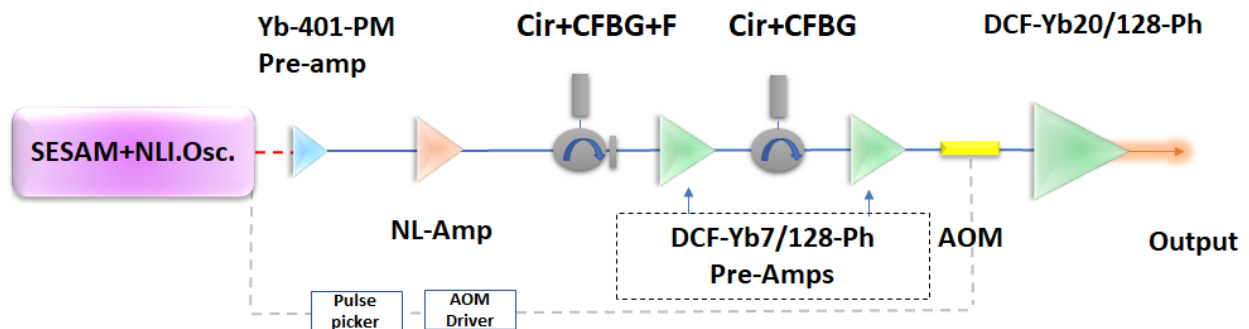 Yb-401-PM
Pre-amp
Cir+CFBG+F
Cir+CFBG
DCF-Yb20/128-Ph
SESAM+NLI.Osc.
NL-Amp
DCF-Yb7/128-Ph
Pre-Amps
AOM
Output
Pulse
picker
AOM
Driver